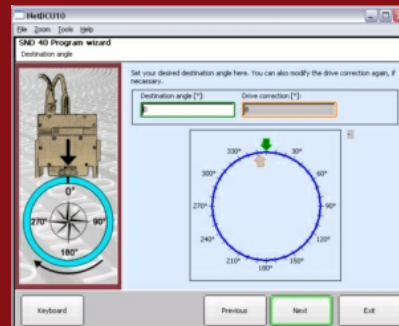 NetDCU10
File Zoom Tools Help
SND 40 Program wizard
Destination angle
Set your desired destination angle here. You can also modify the drive correction again, if
necassary.
Destination angle [°]:
Drive correction [°]:
0
0
0°
270°
90°
180°
330°
30°
300°
60°
270°
90°
240°
120°
210°
150°
180°
Keyboard
Previous
Next
Exit